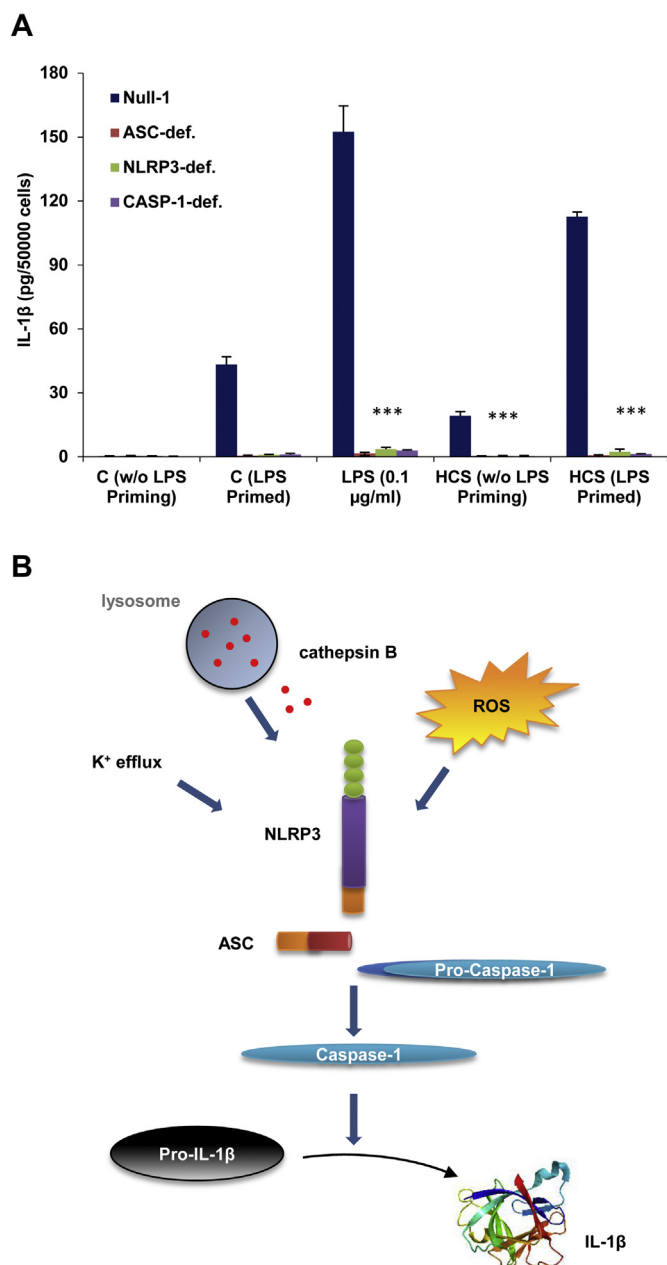 A
180
150
120
90
60
30
0
IL-1β (pg/50000 cells)
Null-1
ASC-def.
NLRP3-def.
CASP-1-def.
***
***
***
C (w/o LPS
Priming)
C (LPS
Primed)
LPS (0.1
µg/ml)
HCS (w/o LPS
Priming)
HCS (LPS
Primed)
B
lysosome
cathepsin B
ROS
K+ efflux
NLRP3
ASC
Pro-Caspase-1
Caspase-1
Pro-IL-1β
IL-1β